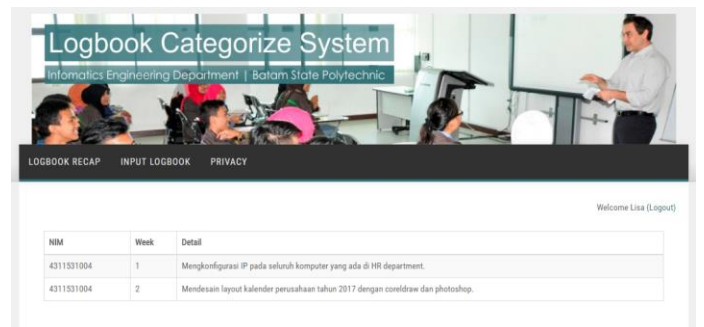 Logbook Categorize System
Infomatics Engineering Department | Batam State Polytechnic
LOGBOOK RECAP INPUT LOGBOOK PRIVACY
Welcome Lisa (Logout)
NIM Week Detail
4311531004 1 Mengkonfigurasi IP pada seluruh komputer yang ada di HR department.
4311531004 2 Mendesain layout kalender perusahaan tahun 2017 dengan coreldraw dan photoshop.